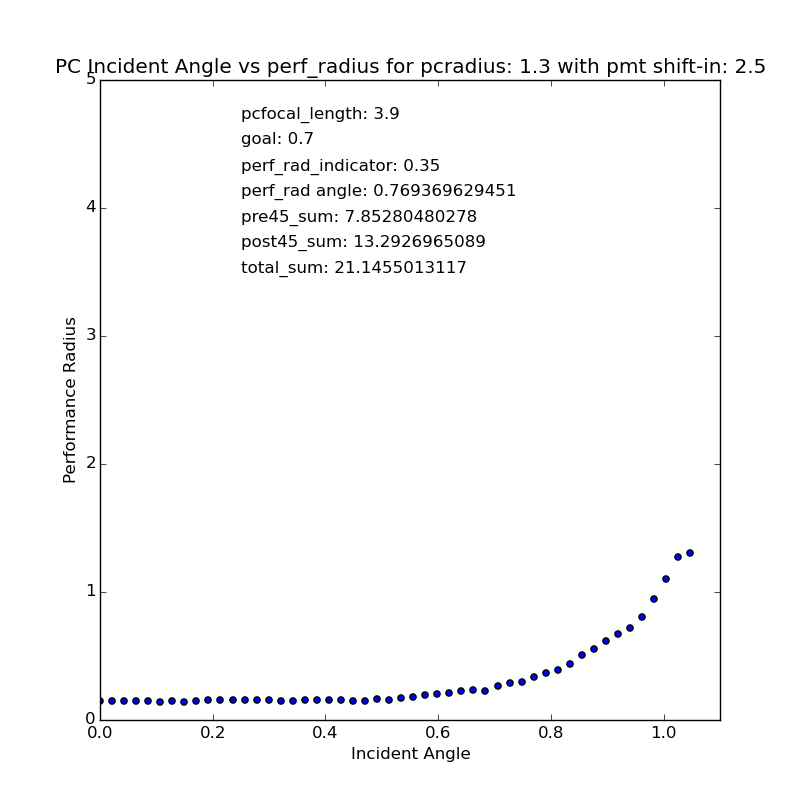 PC Incident Angle vs perf_radius for pcradius: 1.3 with pmt shift-in: 2.5
5
pcfocal_length: 3.9
goal: 0.7
perf_rad_indicator: 0.35
perf_rad angle: 0.769369629451
pre45_sum: 7.85280480278
post45_sum: 13.2926965089
total_sum: 21.1455013117
4
3
2
1
0
Performance Radius
0.0 0.2 0.4 0.6 0.8 1.0
Incident Angle